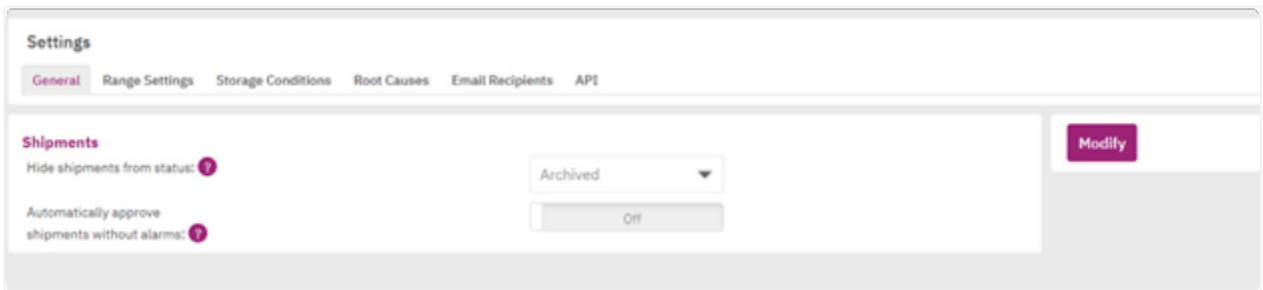 Settings
General Range Settings Storage Conditions Root Causes Email Recipients API
Shipments
Modify
Hide shipments from status: ?
Archived
Automatically approve
shipments without alarms: ?
Off